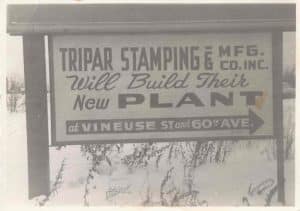 TRIPAR STAMPING & MFG. CO. INC.
Will Build Their
New PLANT
at VINEUSE ST and 60TH AVE.